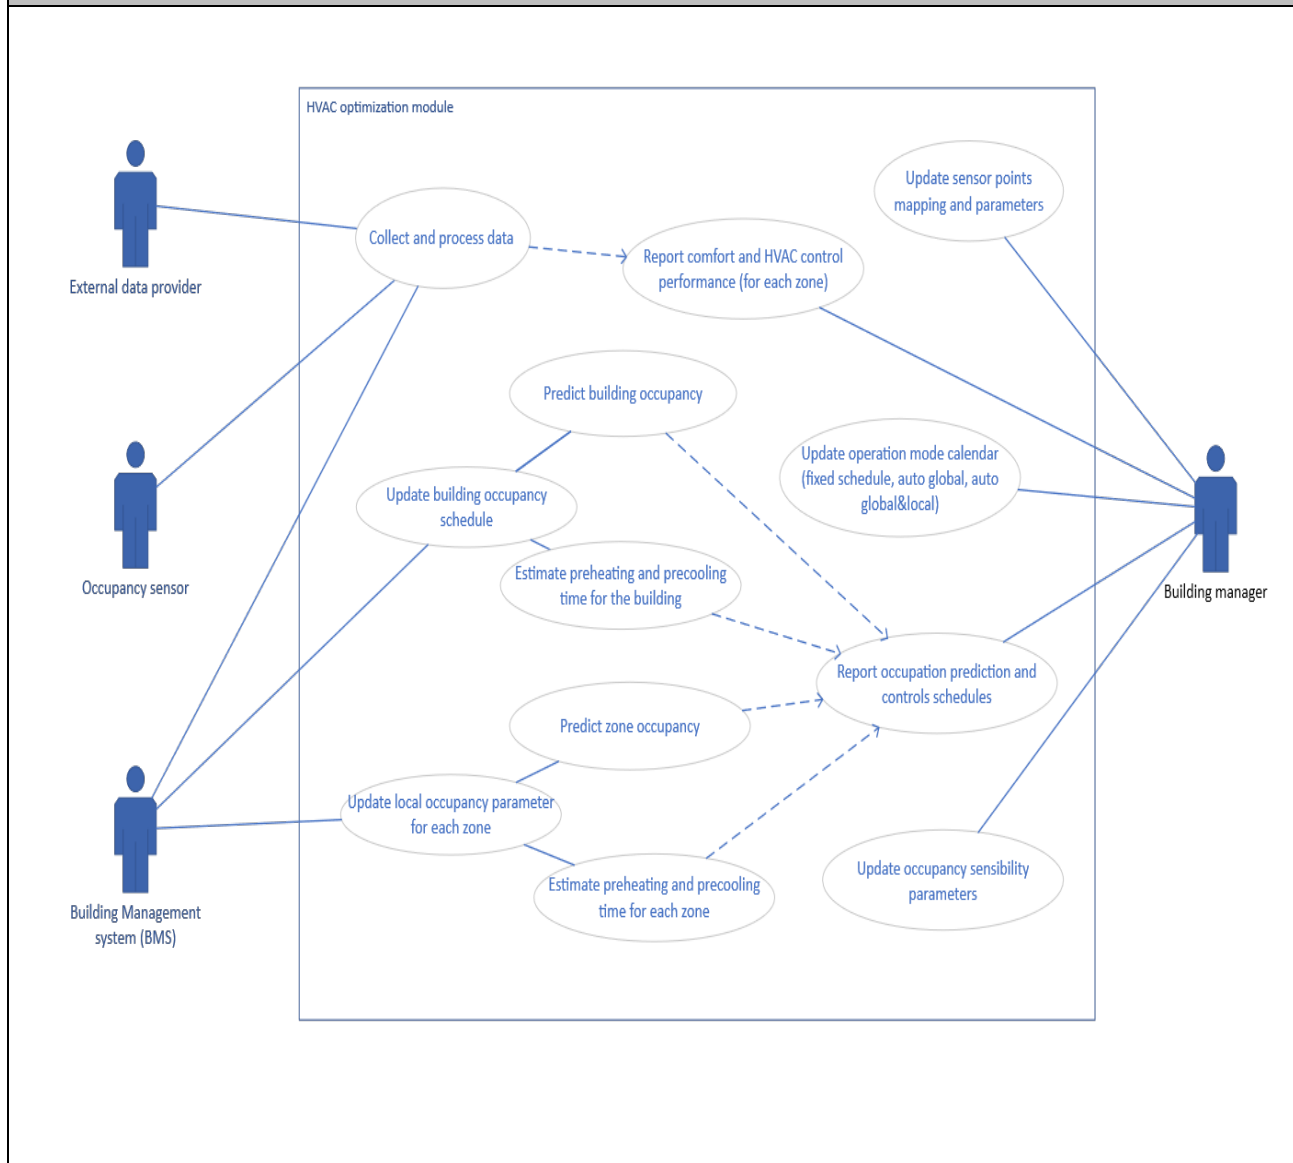 HVAC optimization module
Update sensor points
mapping and parameters
Collect and process data
Report comfort and HVAC control
performance (for each zone)
External data provider
Predict building occupancy
Update operation mode calendar
(fixed schedule, auto global, auto
global&local)
Update building occupancy
schedule
Estimate preheating and precooling
time for the building
Occupancy sensor
Building manager
Report occupation prediction and
controls schedules
Predict zone occupancy
Update local occupancy parameter
for each zone
Estimate preheating and precooling
time for each zone
Update occupancy sensibility
parameters
Building Management
system (BMS)